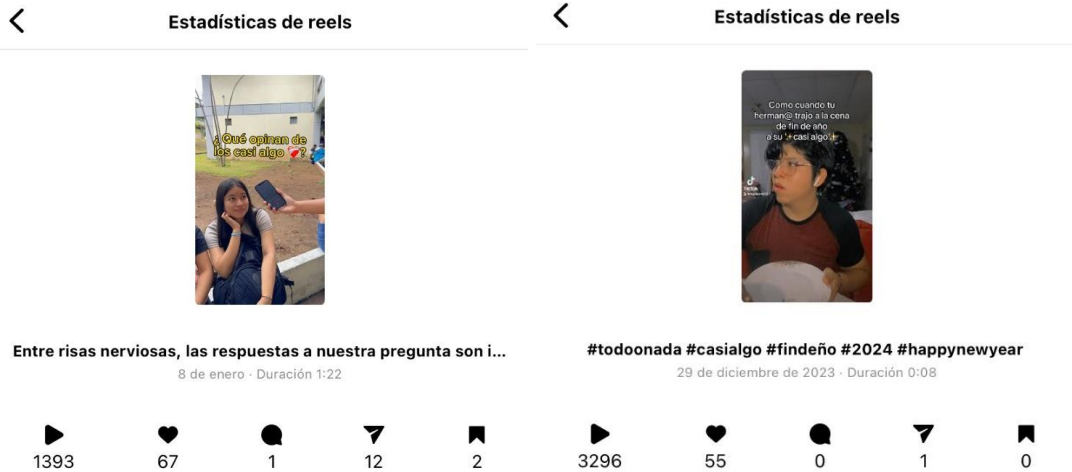 Estadísticas de reels
¿Qué opinan de
los casi algo ❤️‍🩹?
Entre risas nerviosas, las respuestas a nuestra pregunta son i...
8 de enero · Duración 1:22
1393 67 1 12 2
Estadísticas de reels
Como cuando tu
herman@ trajo a la cena
de fin de año
a su ✨casi algo✨
TikTok
#todoonada #casialgo #findeño #2024 #happynewyear
29 de diciembre de 2023 · Duración 0:08
3296 55 0 1 0